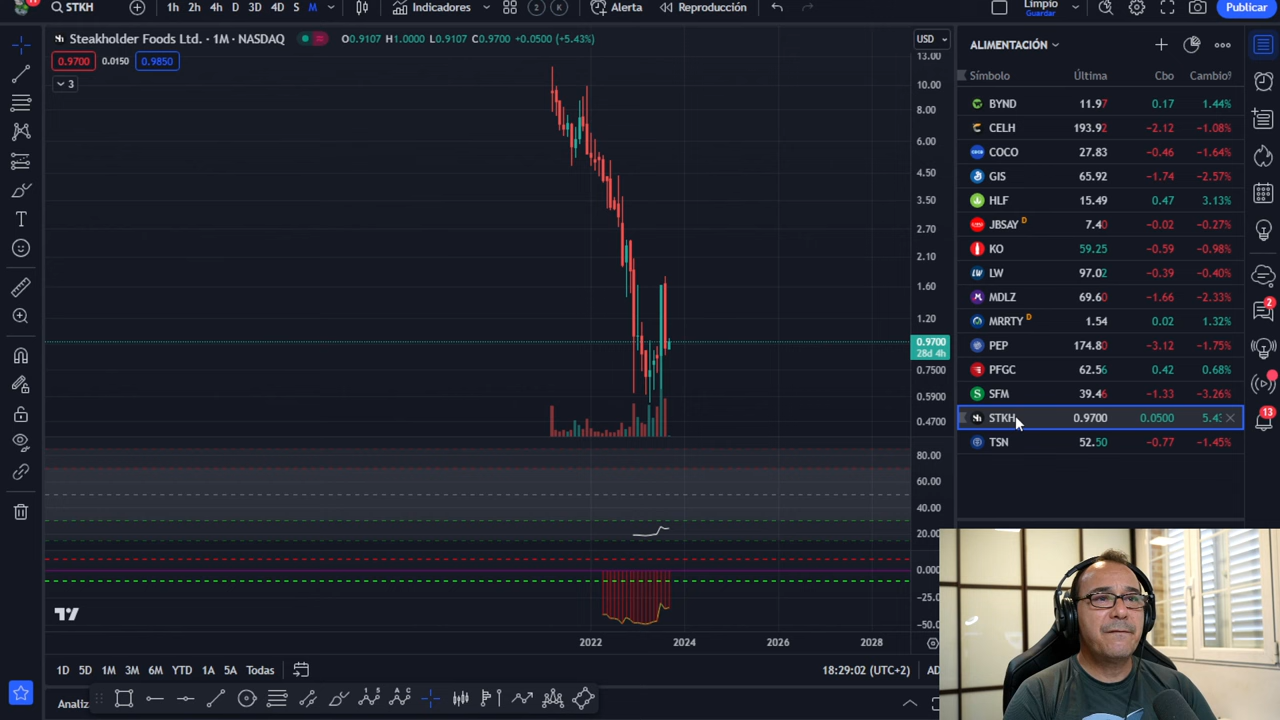 STKH
1h 2h 4h D 3D 4D S M
Indicadores
2 K
Alerta
Reproducción
Limpio
Guardar
Publicar
Steakholder Foods Ltd. · 1M · NASDAQ
O0.9107 H1.0000 L0.9107 C0.9700 +0.0500 (+5.43%)
0.9700 0.0150 0.9850
3
USD
13.00
10.00
8.00
6.00
4.50
3.50
2.70
2.10
1.60
1.20
0.9700
28d 4h
0.7500
0.5900
0.4700
80.00
60.00
40.00
20.00
0.000
-25.0
-50.0
2022 2024 2026 2028
1D 5D 1M 3M 6M YTD 1A 5A Todas
18:29:02 (UTC+2)
AD
Analiz
ALIMENTACIÓN
Símbolo Última Cbo Cambio%
BYND 11.97 0.17 1.44%
CELH 193.92 −2.12 −1.08%
COCO 27.83 −0.46 −1.64%
GIS 65.92 −1.74 −2.57%
HLF 15.49 0.47 3.13%
JBSAY D 7.40 −0.02 −0.27%
KO 59.25 −0.59 −0.98%
LW 97.02 −0.39 −0.40%
MDLZ 69.60 −1.66 −2.33%
MRRTY D 1.54 0.02 1.32%
PEP 174.80 −3.12 −1.75%
PFGC 62.56 0.42 0.68%
SFM 39.46 −1.33 −3.26%
STKH 0.9700 0.0500 5.43
TSN 52.50 −0.77 −1.45%
2
13